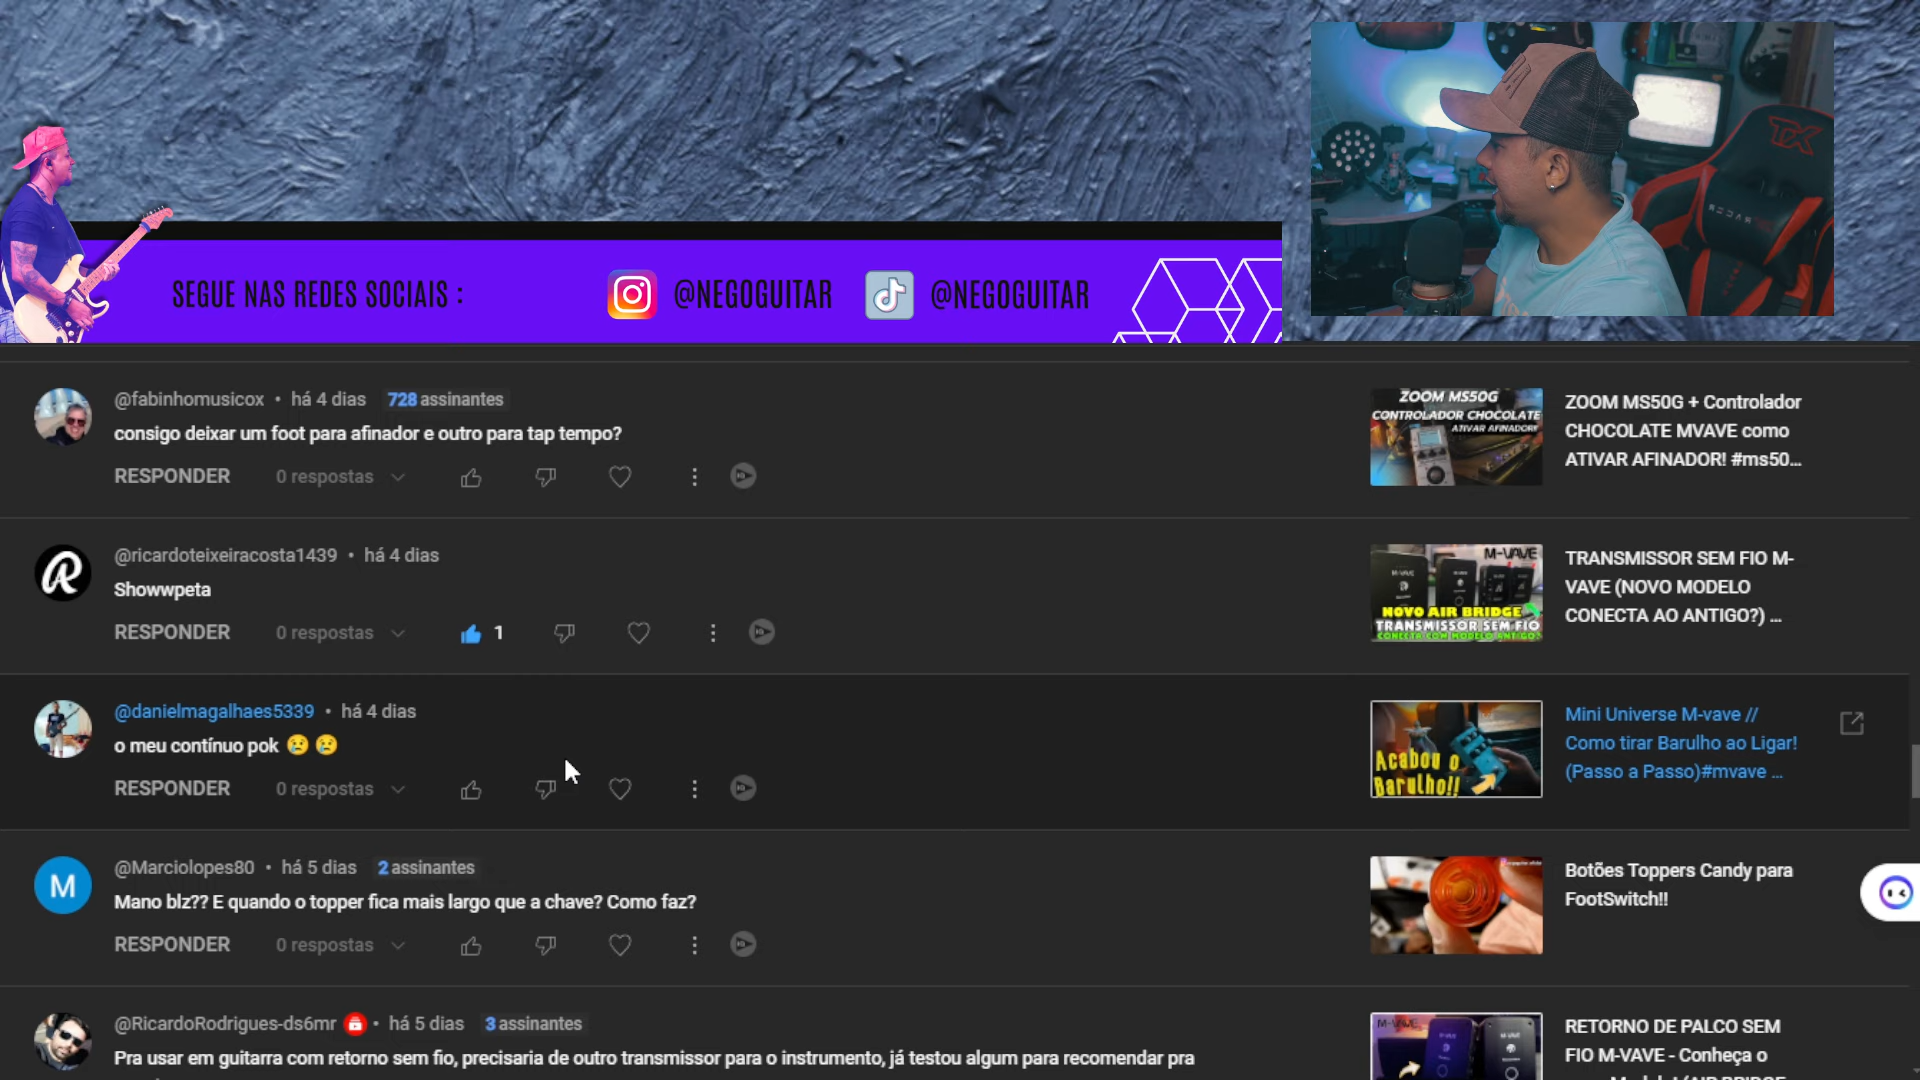 SEGUE NAS REDES SOCIAIS :
@NEGOGUITAR
@NEGOGUITAR
@fabinhomusicox • há 4 dias 728 assinantes
consigo deixar um foot para afinador e outro para tap tempo?
RESPONDER 0 respostas
ZOOM MS50G
CONTROLADOR CHOCOLATE
ATIVAR AFINADOR!
ZOOM MS50G + Controlador
CHOCOLATE MVAVE como
ATIVAR AFINADOR! #ms50...
@ricardoteixeiracosta1439 • há 4 dias
Showwpeta
RESPONDER 0 respostas 1
M-VAVE
NOVO AIR BRIDGE
TRANSMISSOR SEM FIO
CONECTA COM MODELO ANTIGO?
TRANSMISSOR SEM FIO M-
VAVE (NOVO MODELO
CONECTA AO ANTIGO?) ...
@danielmagalhaes5339 • há 4 dias
o meu contínuo pok 😢 😢
RESPONDER 0 respostas
Acabou o
Barulho!!
Mini Universe M-vave //
Como tirar Barulho ao Ligar!
(Passo a Passo)#mvave ...
M
@Marciolopes80 • há 5 dias 2 assinantes
Mano blz?? E quando o topper fica mais largo que a chave? Como faz?
RESPONDER 0 respostas
Botões Toppers Candy para
FootSwitch!!
@RicardoRodrigues-ds6mr • há 5 dias 3 assinantes
Pra usar em guitarra com retorno sem fio, precisaria de outro transmissor para o instrumento, já testou algum para recomendar pra
M-VAVE
RETORNO DE PALCO SEM
FIO M-VAVE - Conheça o